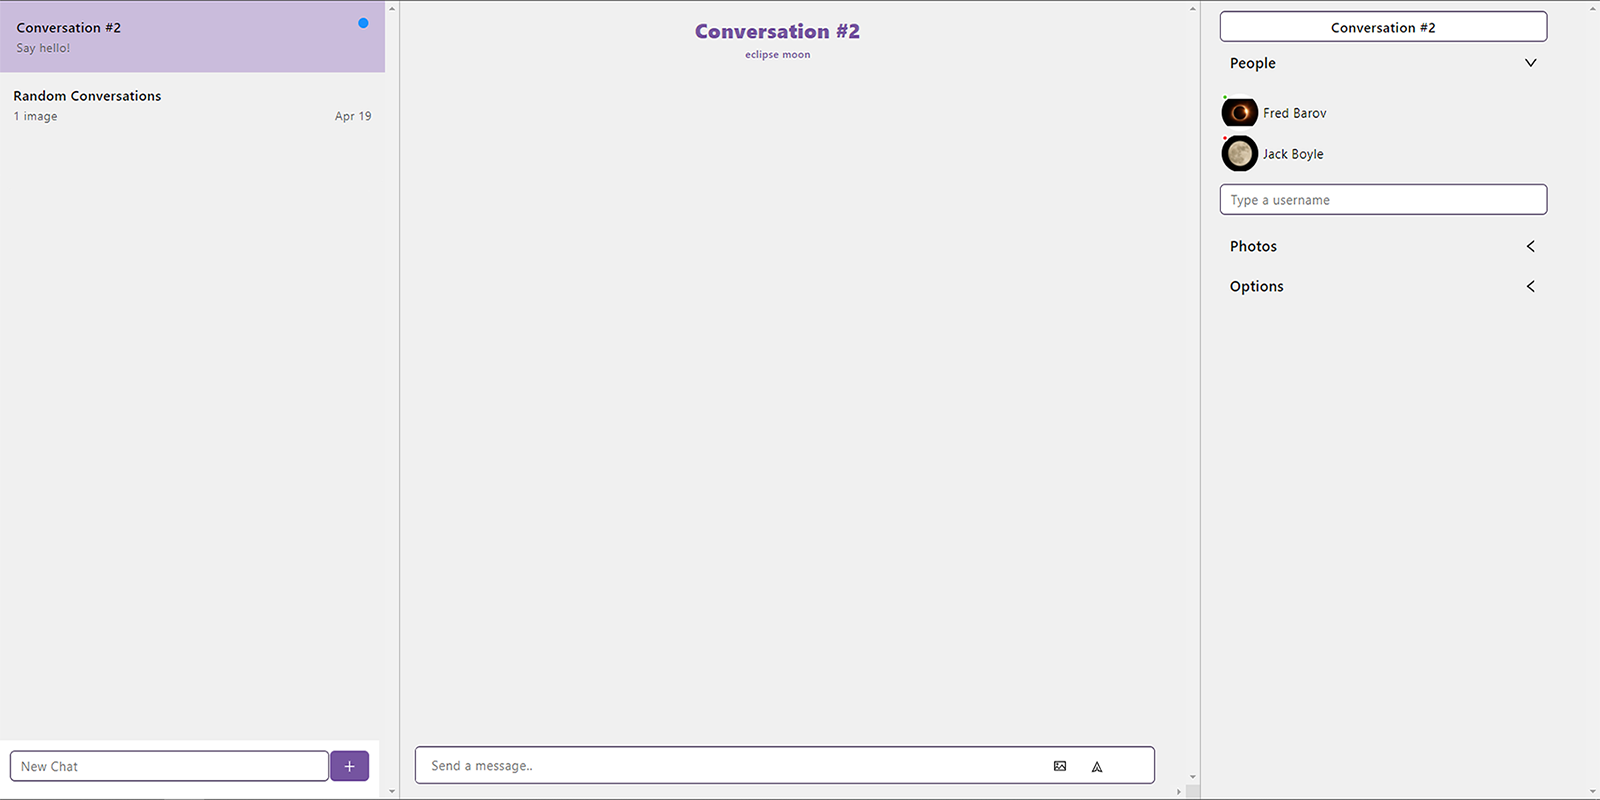 Conversation #2
Say hello!
Random Conversations
1 image Apr 19
New Chat
+
Conversation #2
eclipse moon
Send a message..
Conversation #2
People
Fred Barov
Jack Boyle
Type a username
Photos
Options